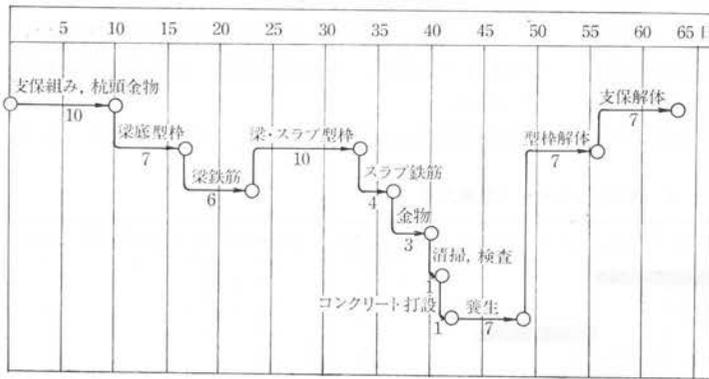 5 10 15 20 25 30 35 40 45 50 55 60 65 日
支保組み，杭頭金物
10
梁底型枠
7
梁鉄筋
6
梁・スラブ型枠
10
スラブ鉄筋
4
金物
3
清掃，検査
1
コンクリート打設
1
養生
7
型枠解体
7
支保解体
7